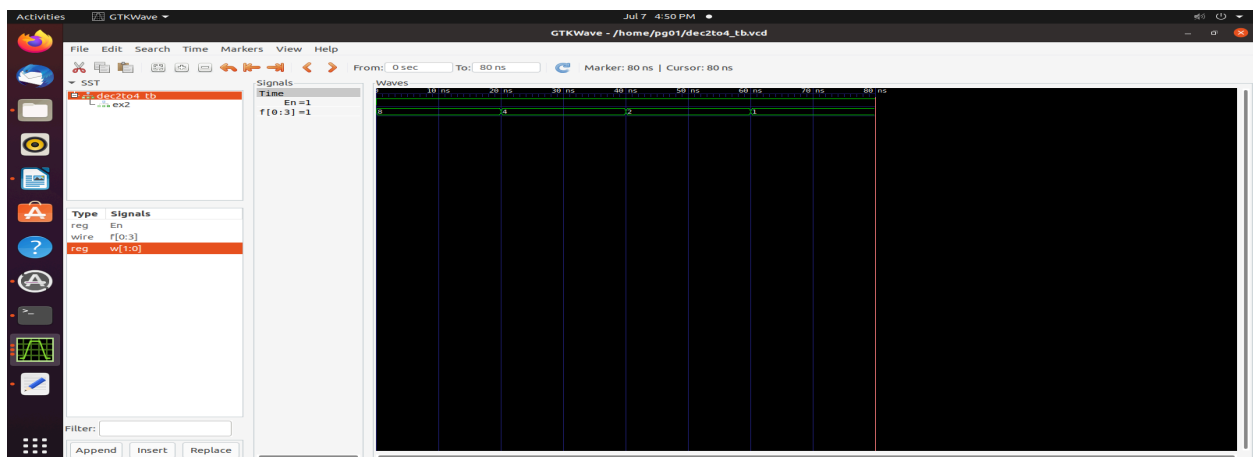 Activities GTKWave Jul 7 4:50 PM
GTKWave - /home/pg01/dec2to4_tb.vcd
File Edit Search Time Markers View Help
From: 0 sec To: 80 ns Marker: 80 ns | Cursor: 80 ns
SST Signals Waves
dec2to4_tb Time 10 ns 20 ns 30 ns 40 ns 50 ns 60 ns 70 ns 80 ns
ex2 En =1
f[0:3] =1 8 4 2 1
Type Signals
reg En
wire f[0:3]
reg w[1:0]
Filter:
Append Insert Replace